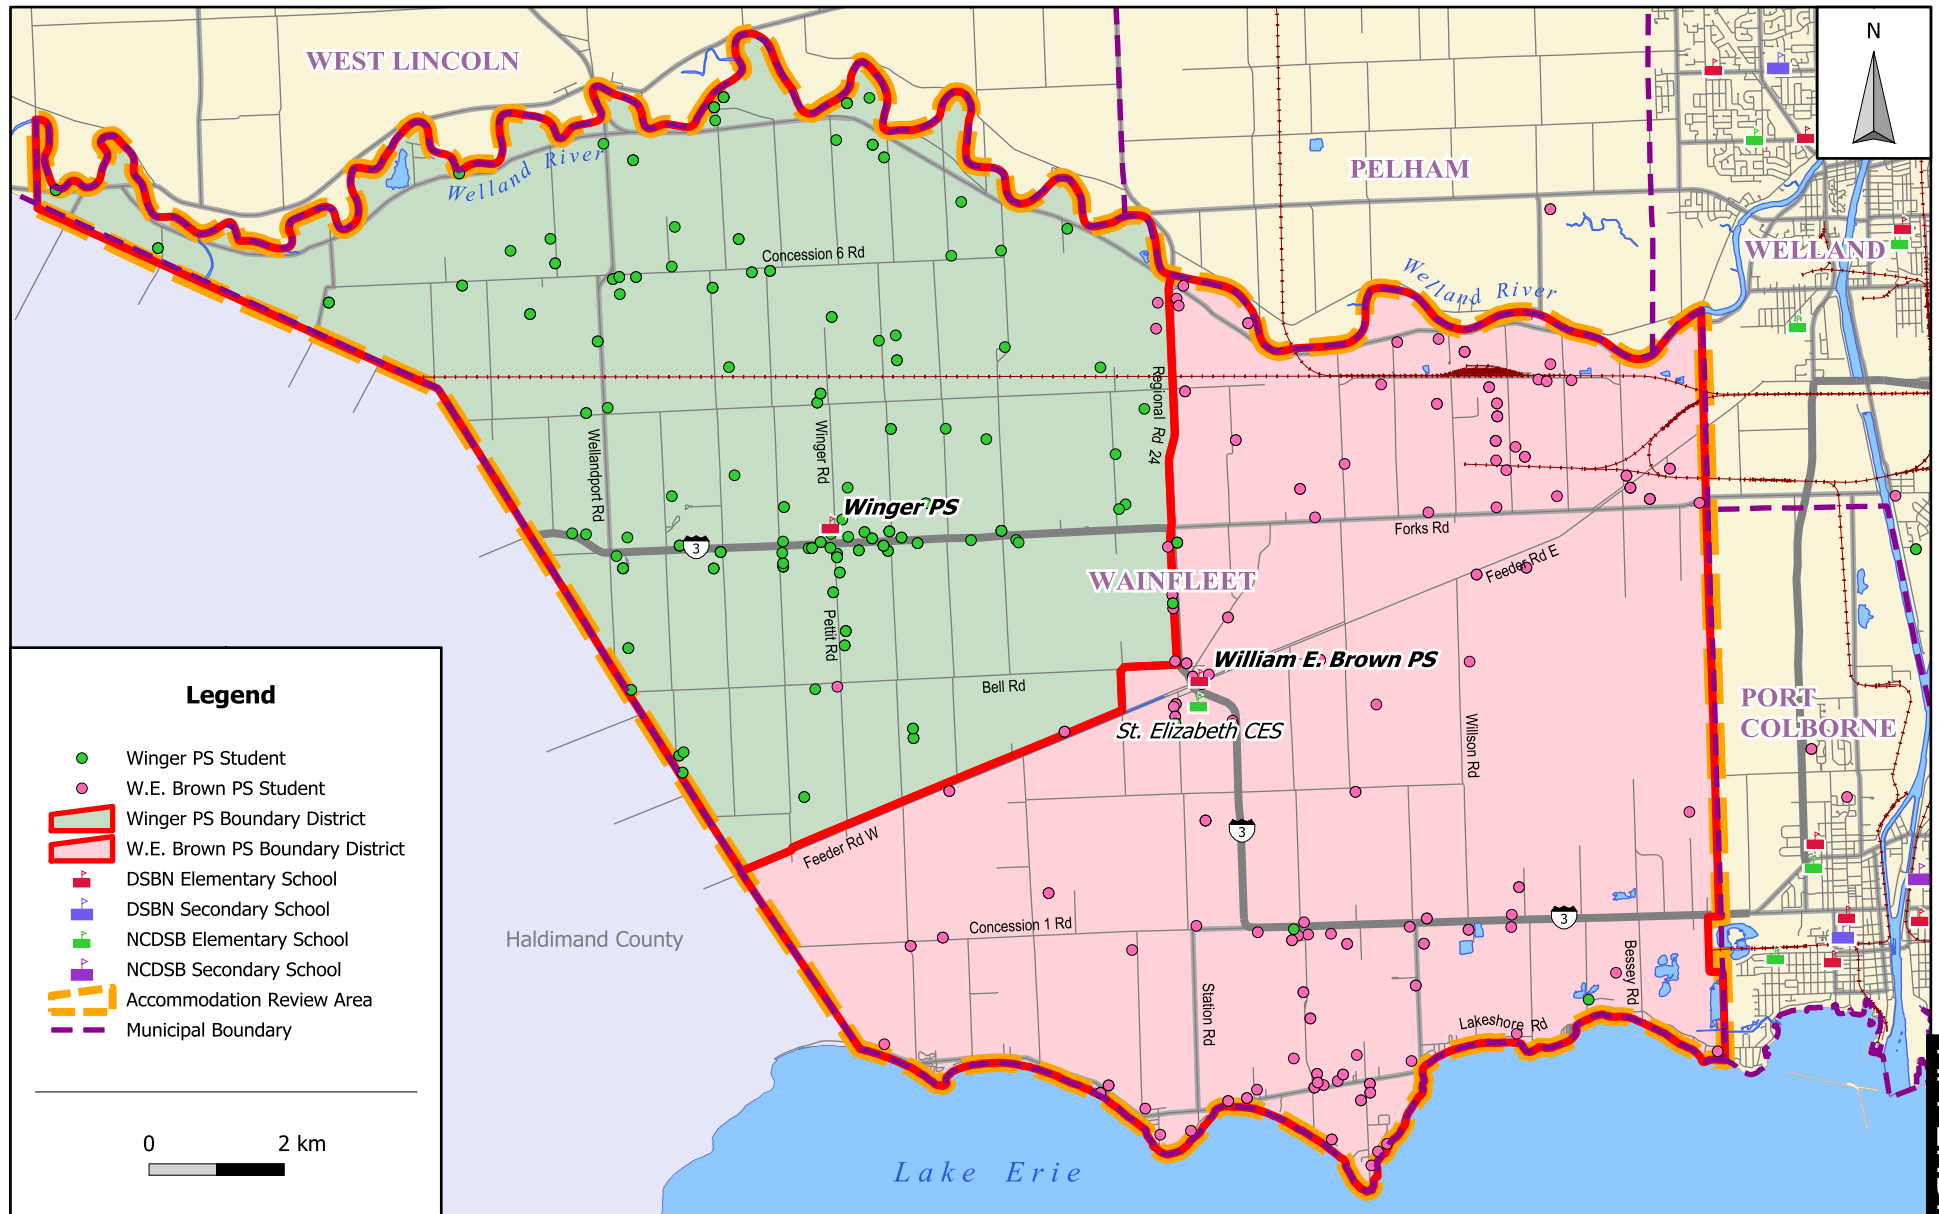 N
WEST LINCOLN
PELHAM
WELLAND
Welland River
Welland River
Concession 6 Rd
Regional Rd 24
Wellandport Rd
Winger Rd
Winger PS
3
Forks Rd
Feeder Rd E
WAINFLEET
Pettit Rd
William E. Brown PS
Bell Rd
St. Elizabeth CES
Willson Rd
PORT
COLBORNE
3
Feeder Rd W
Concession 1 Rd
3
Haldimand County
Station Rd
Bessey Rd
Lakeshore Rd
Lake Erie
Legend
Winger PS Student
W.E. Brown PS Student
Winger PS Boundary District
W.E. Brown PS Boundary District
DSBN Elementary School
DSBN Secondary School
NCDSB Elementary School
NCDSB Secondary School
Accommodation Review Area
Municipal Boundary
0 2 km